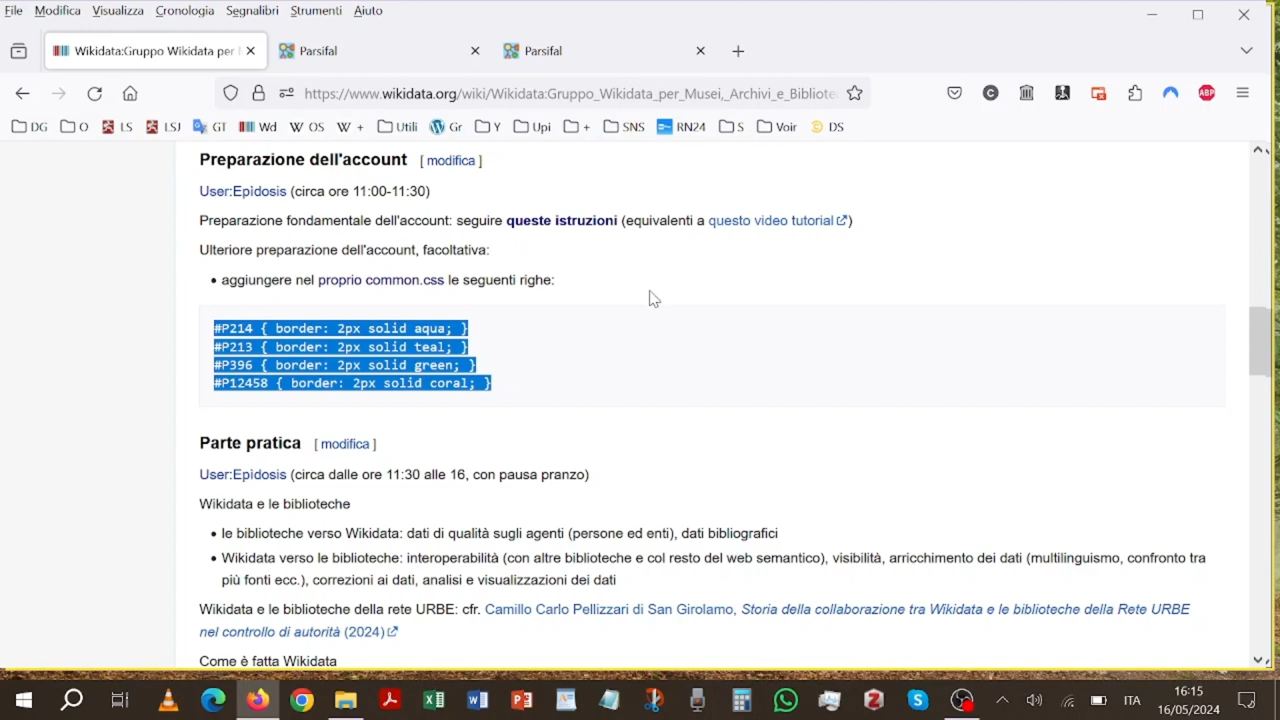 File Modifica Visualizza Cronologia Segnalibri Strumenti Aiuto
Wikidata:Gruppo Wikidata per
Parsifal
Parsifal
https://www.wikidata.org/wiki/Wikidata:Gruppo_Wikidata_per_Musei,_Archivi_e_Bibliote
DG O LS LSJ GT Wd OS + Utili Gr Y Upi + SNS RN24 S Voir DS
Preparazione dell'account [ modifica ]
User:Epìdosis (circa ore 11:00-11:30)
Preparazione fondamentale dell'account: seguire queste istruzioni (equivalenti a questo video tutorial)
Ulteriore preparazione dell'account, facoltativa:
• aggiungere nel proprio common.css le seguenti righe:
#P214 { border: 2px solid aqua; }
#P213 { border: 2px solid teal; }
#P396 { border: 2px solid green; }
#P12458 { border: 2px solid coral; }
Parte pratica [ modifica ]
User:Epìdosis (circa dalle ore 11:30 alle 16, con pausa pranzo)
Wikidata e le biblioteche
• le biblioteche verso Wikidata: dati di qualità sugli agenti (persone ed enti), dati bibliografici
• Wikidata verso le biblioteche: interoperabilità (con altre biblioteche e col resto del web semantico), visibilità, arricchimento dei dati (multilinguismo, confronto tra
più fonti ecc.), correzioni ai dati, analisi e visualizzazioni dei dati
Wikidata e le biblioteche della rete URBE: cfr. Camillo Carlo Pellizzari di San Girolamo, Storia della collaborazione tra Wikidata e le biblioteche della Rete URBE
nel controllo di autorità (2024)
Come è fatta Wikidata
ITA
16:15
16/05/2024